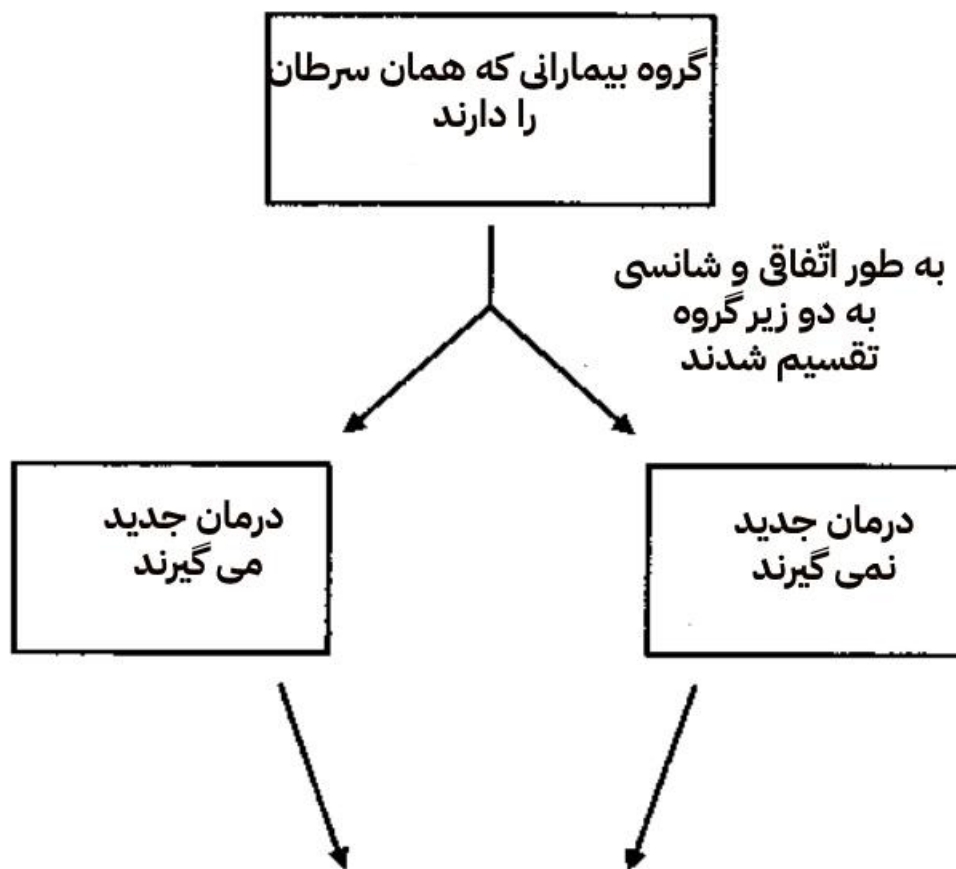 گروه بیمارانی که همان سرطان
را دارند
به طور اتّفاقی و شانسی
به دو زیر گروه
تقسیم شدند
درمان جدید
نمی گیرند
درمان جدید
می گیرند